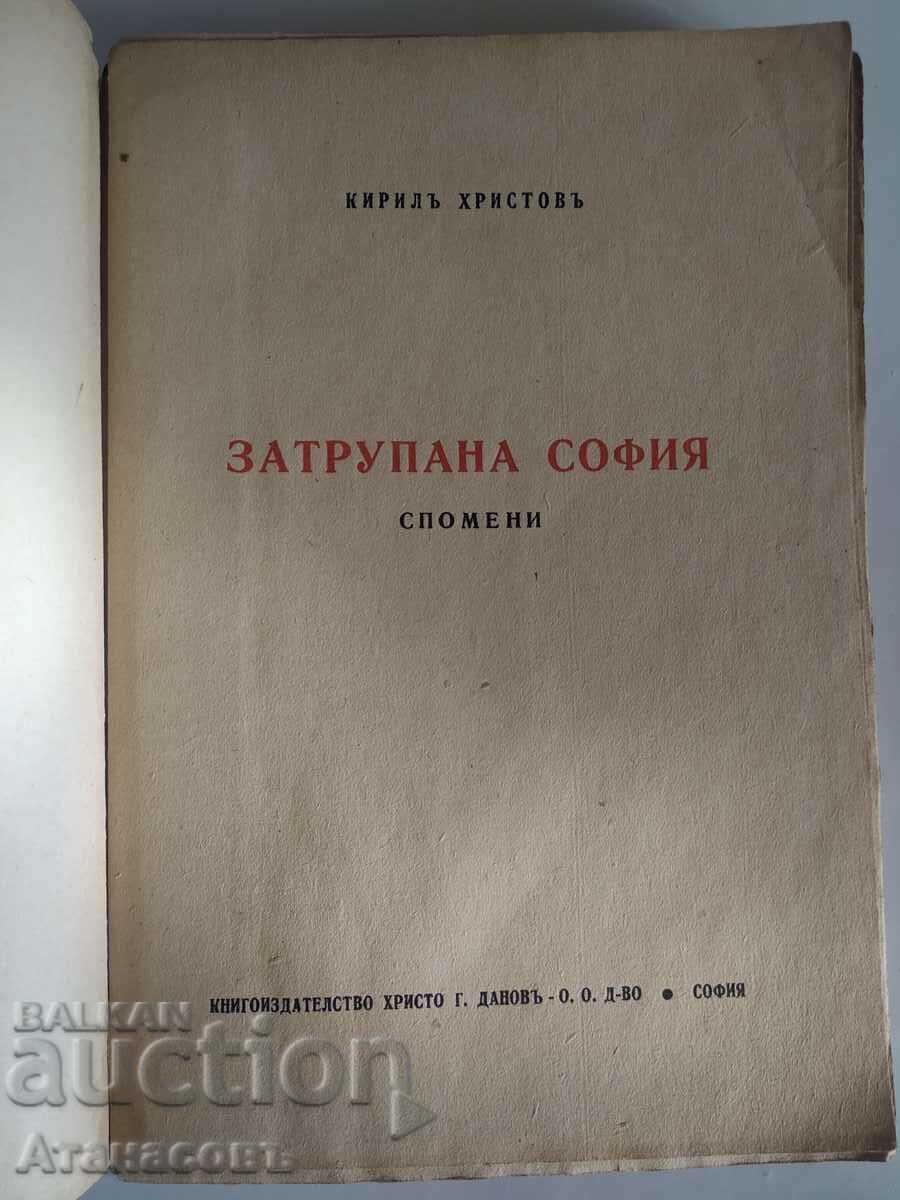 КИРИЛЪ ХРИСТОВЪ
ЗАТРУПАНА СОФИЯ
СПОМЕНИ
КНИГОИЗДАТЕЛСТВО ХРИСТО Г. ДАНОВЪ - О. О. Д-ВО ● СОФИЯ
BALKAN
auction
Атанасовъ